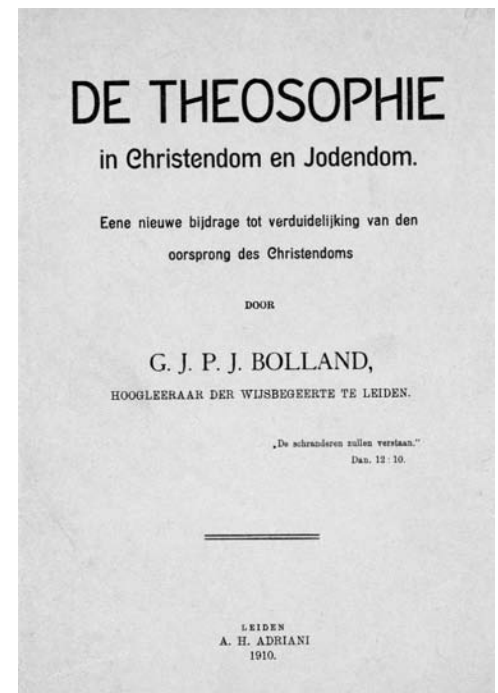 DE THEOSOPHIE
in Christendom en Jodendom.
Eene nieuwe bijdrage tot verduidelijking van den
oorsprong des Christendoms
DOOR
G. J. P. J. BOLLAND,
HOOGLEERAAR DER WIJSBEGEERTE TE LEIDEN.
„De schranderen zullen verstaan.”
Dan. 12 : 10.
LEIDEN
A. H. ADRIANI
1910.